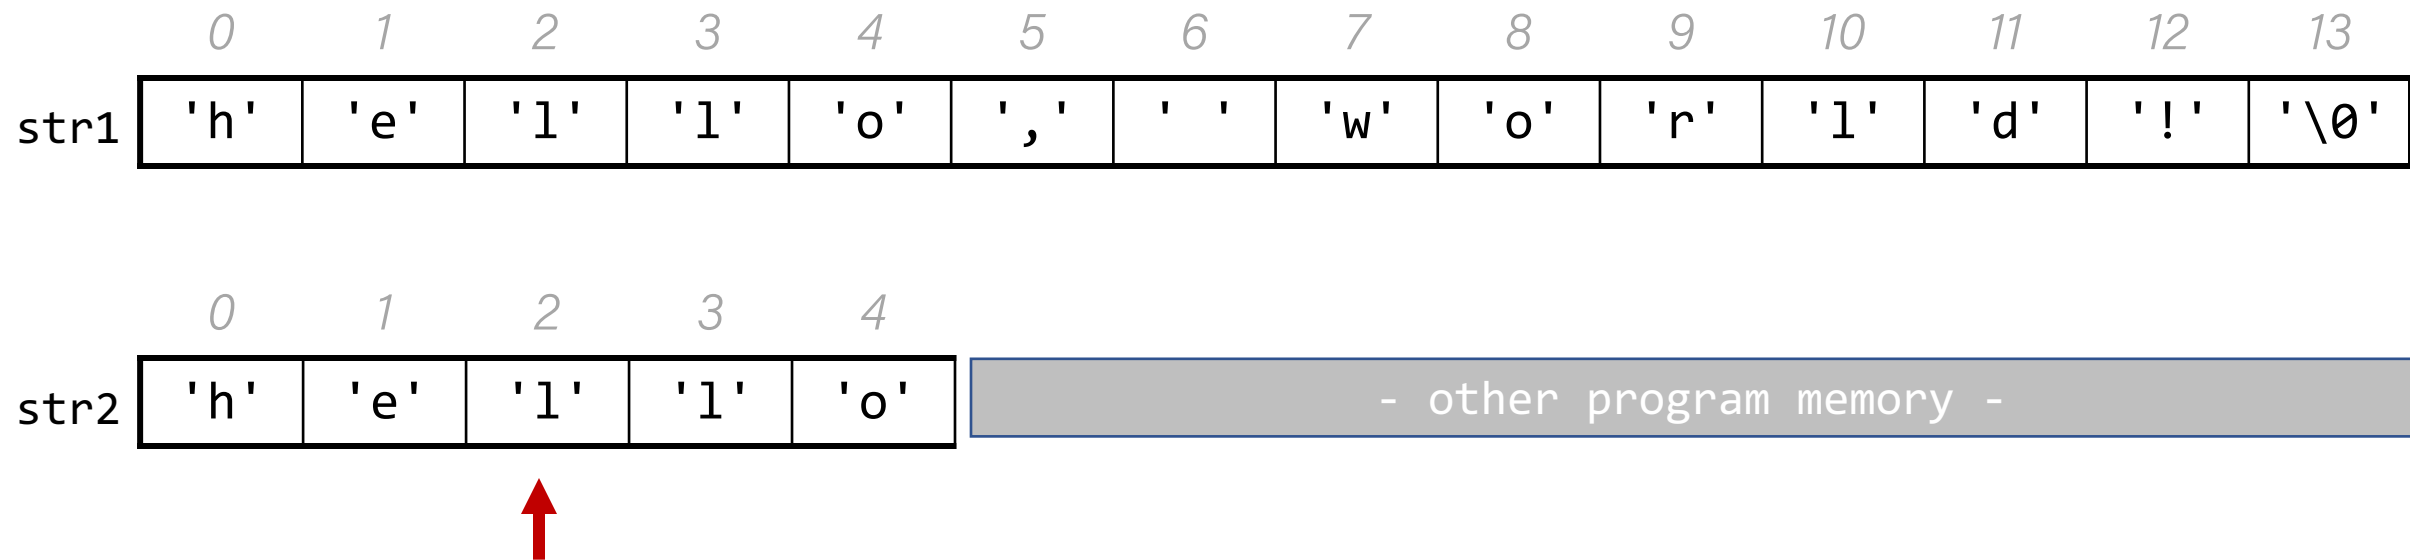 0 1 2 3 4 5 6 7 8 9 10 11 12 13
str1 'h' 'e' 'l' 'l' 'o' ',' ' ' 'w' 'o' 'r' 'l' 'd' '!' '\0'
0 1 2 3 4
str2 'h' 'e' 'l' 'l' 'o' - other program memory -